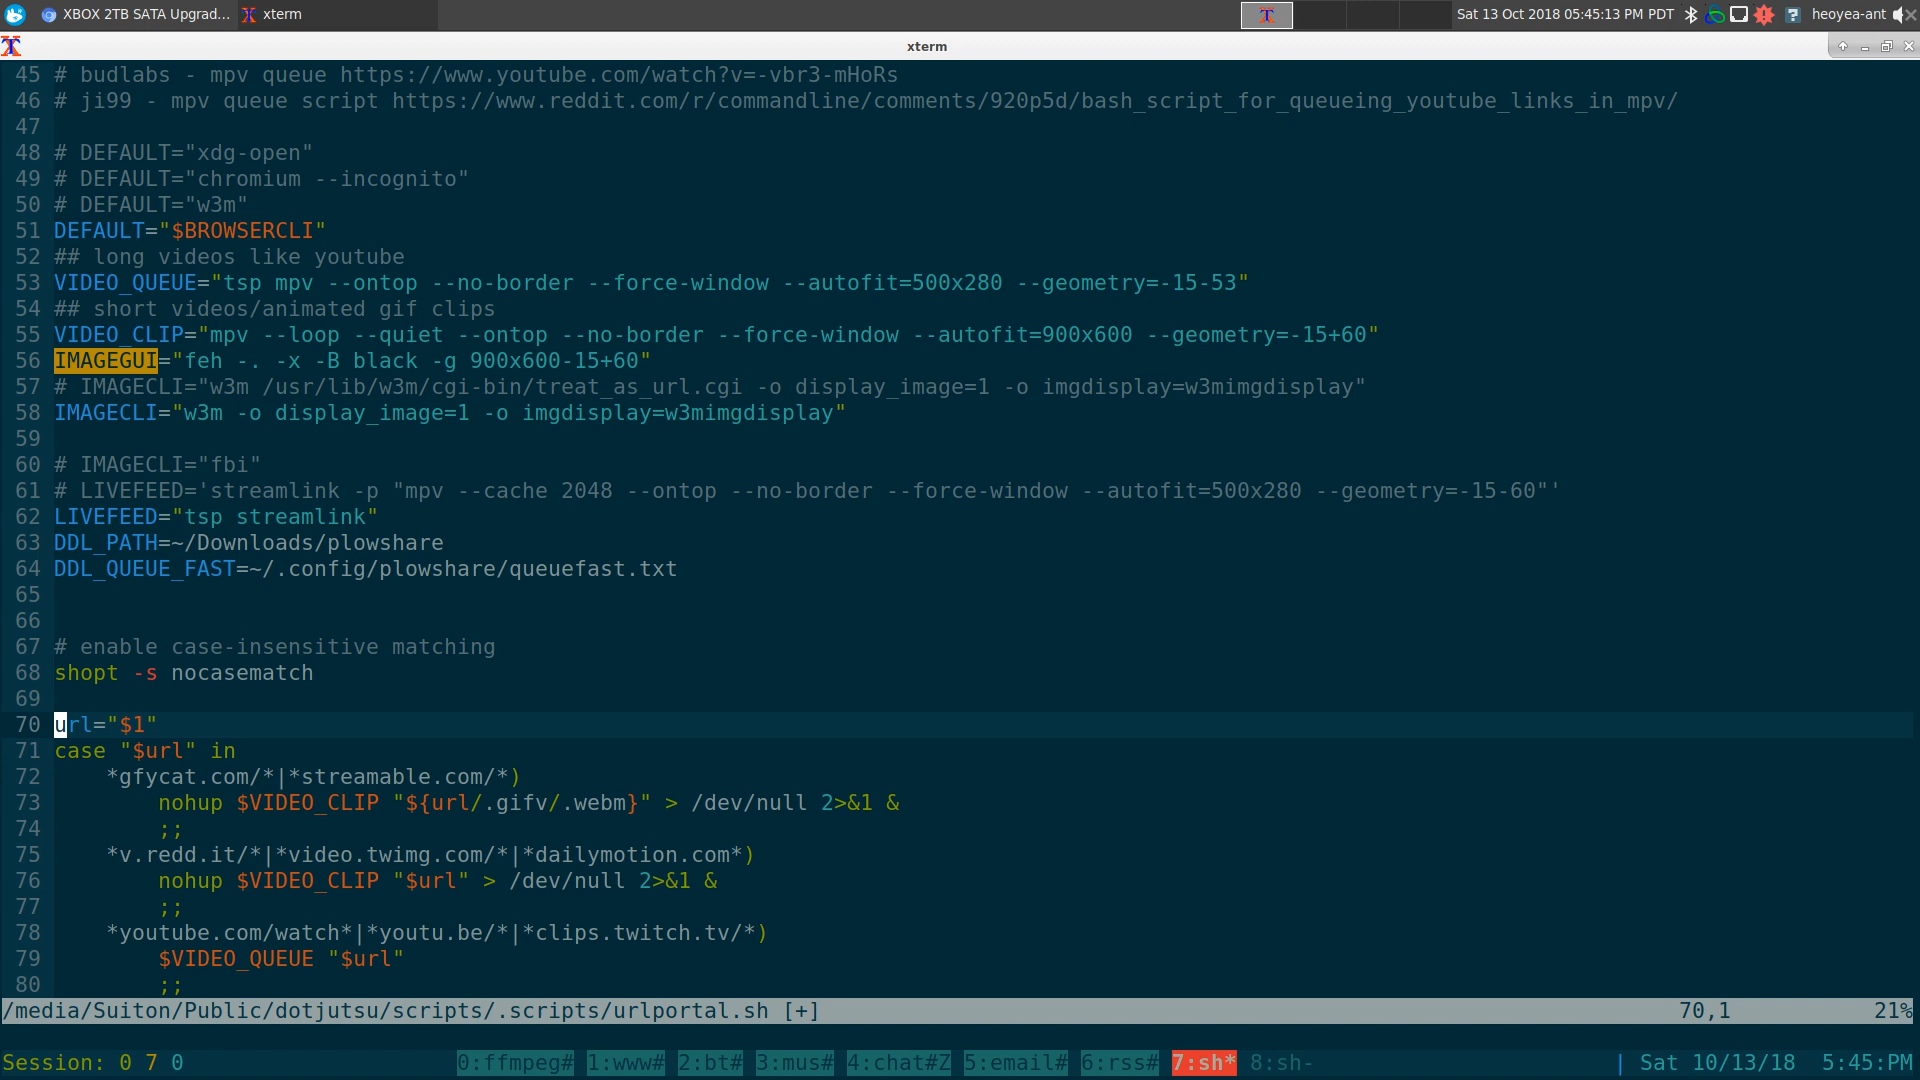 XBOX 2TB SATA Upgrad... xterm Sat 13 Oct 2018 05:45:13 PM PDT heoyea-ant
xterm
45 # budlabs - mpv queue https://www.youtube.com/watch?v=-vbr3-mHoRs
46 # ji99 - mpv queue script https://www.reddit.com/r/commandline/comments/920p5d/bash_script_for_queueing_youtube_links_in_mpv/
47
48 # DEFAULT="xdg-open"
49 # DEFAULT="chromium --incognito"
50 # DEFAULT="w3m"
51 DEFAULT="$BROWSERCLI"
52 ## long videos like youtube
53 VIDEO_QUEUE="tsp mpv --ontop --no-border --force-window --autofit=500x280 --geometry=-15-53"
54 ## short videos/animated gif clips
55 VIDEO_CLIP="mpv --loop --quiet --ontop --no-border --force-window --autofit=900x600 --geometry=-15+60"
56 IMAGEGUI="feh -. -x -B black -g 900x600-15+60"
57 # IMAGECLI="w3m /usr/lib/w3m/cgi-bin/treat_as_url.cgi -o display_image=1 -o imgdisplay=w3mimgdisplay"
58 IMAGECLI="w3m -o display_image=1 -o imgdisplay=w3mimgdisplay"
59
60 # IMAGECLI="fbi"
61 # LIVEFEED='streamlink -p "mpv --cache 2048 --ontop --no-border --force-window --autofit=500x280 --geometry=-15-60"'
62 LIVEFEED="tsp streamlink"
63 DDL_PATH=~/Downloads/plowshare
64 DDL_QUEUE_FAST=~/.config/plowshare/queuefast.txt
65
66
67 # enable case-insensitive matching
68 shopt -s nocasematch
69
70 url="$1"
71 case "$url" in
72     *gfycat.com/*|*streamable.com/*)
73         nohup $VIDEO_CLIP "${url/.gifv/.webm}" > /dev/null 2>&1 &
74         ;;
75     *v.redd.it/*|*video.twimg.com/*|*dailymotion.com*)
76         nohup $VIDEO_CLIP "$url" > /dev/null 2>&1 &
77         ;;
78     *youtube.com/watch*|*youtu.be/*|*clips.twitch.tv/*)
79         $VIDEO_QUEUE "$url"
80         ;;
/media/Suiton/Public/dotjutsu/scripts/.scripts/urlportal.sh [+] 70,1 21%
Session: 0 7 0 0:ffmpeg# 1:www# 2:bt# 3:mus# 4:chat#Z 5:email# 6:rss# 7:sh* 8:sh- | Sat 10/13/18 5:45:PM